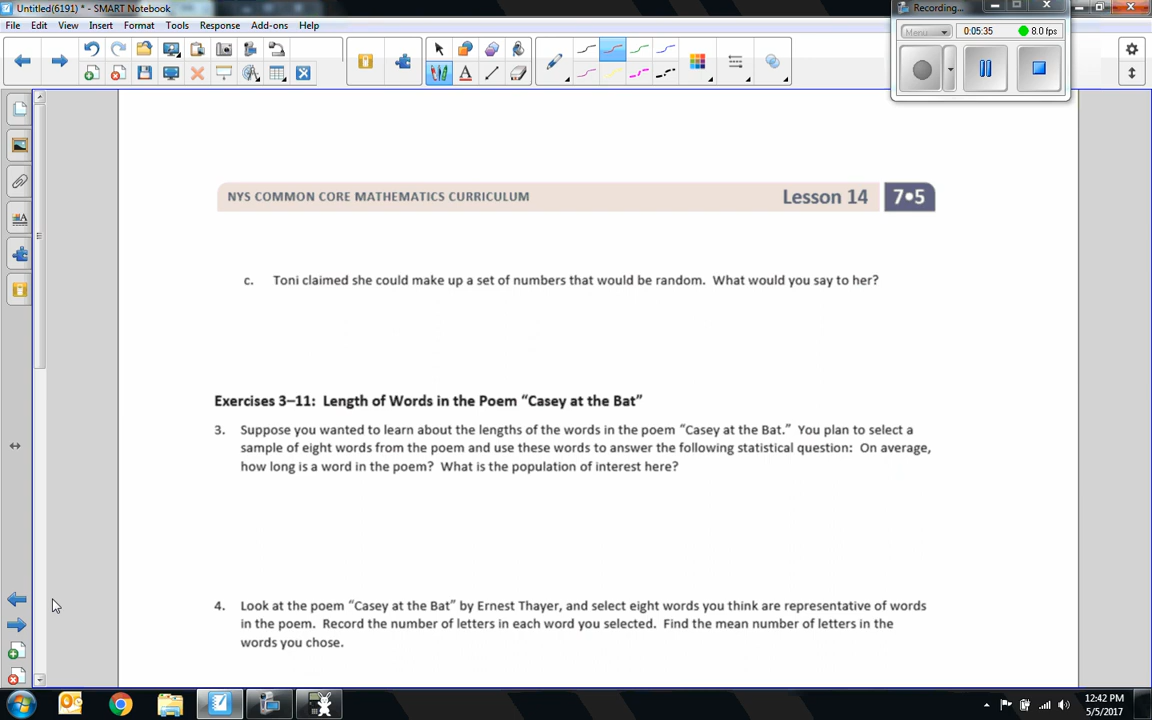 Untitled(6191) * - SMART Notebook
File Edit View Insert Format Tools Response Add-ons Help
Recording...
Menu
0:05:35
8.0 fps
NYS COMMON CORE MATHEMATICS CURRICULUM
Lesson 14
7•5
c. Toni claimed she could make up a set of numbers that would be random. What would you say to her?
Exercises 3–11: Length of Words in the Poem “Casey at the Bat”
3. Suppose you wanted to learn about the lengths of the words in the poem “Casey at the Bat.” You plan to select a
sample of eight words from the poem and use these words to answer the following statistical question: On average,
how long is a word in the poem? What is the population of interest here?
4. Look at the poem “Casey at the Bat” by Ernest Thayer, and select eight words you think are representative of words
in the poem. Record the number of letters in each word you selected. Find the mean number of letters in the
words you chose.
12:42 PM
5/5/2017